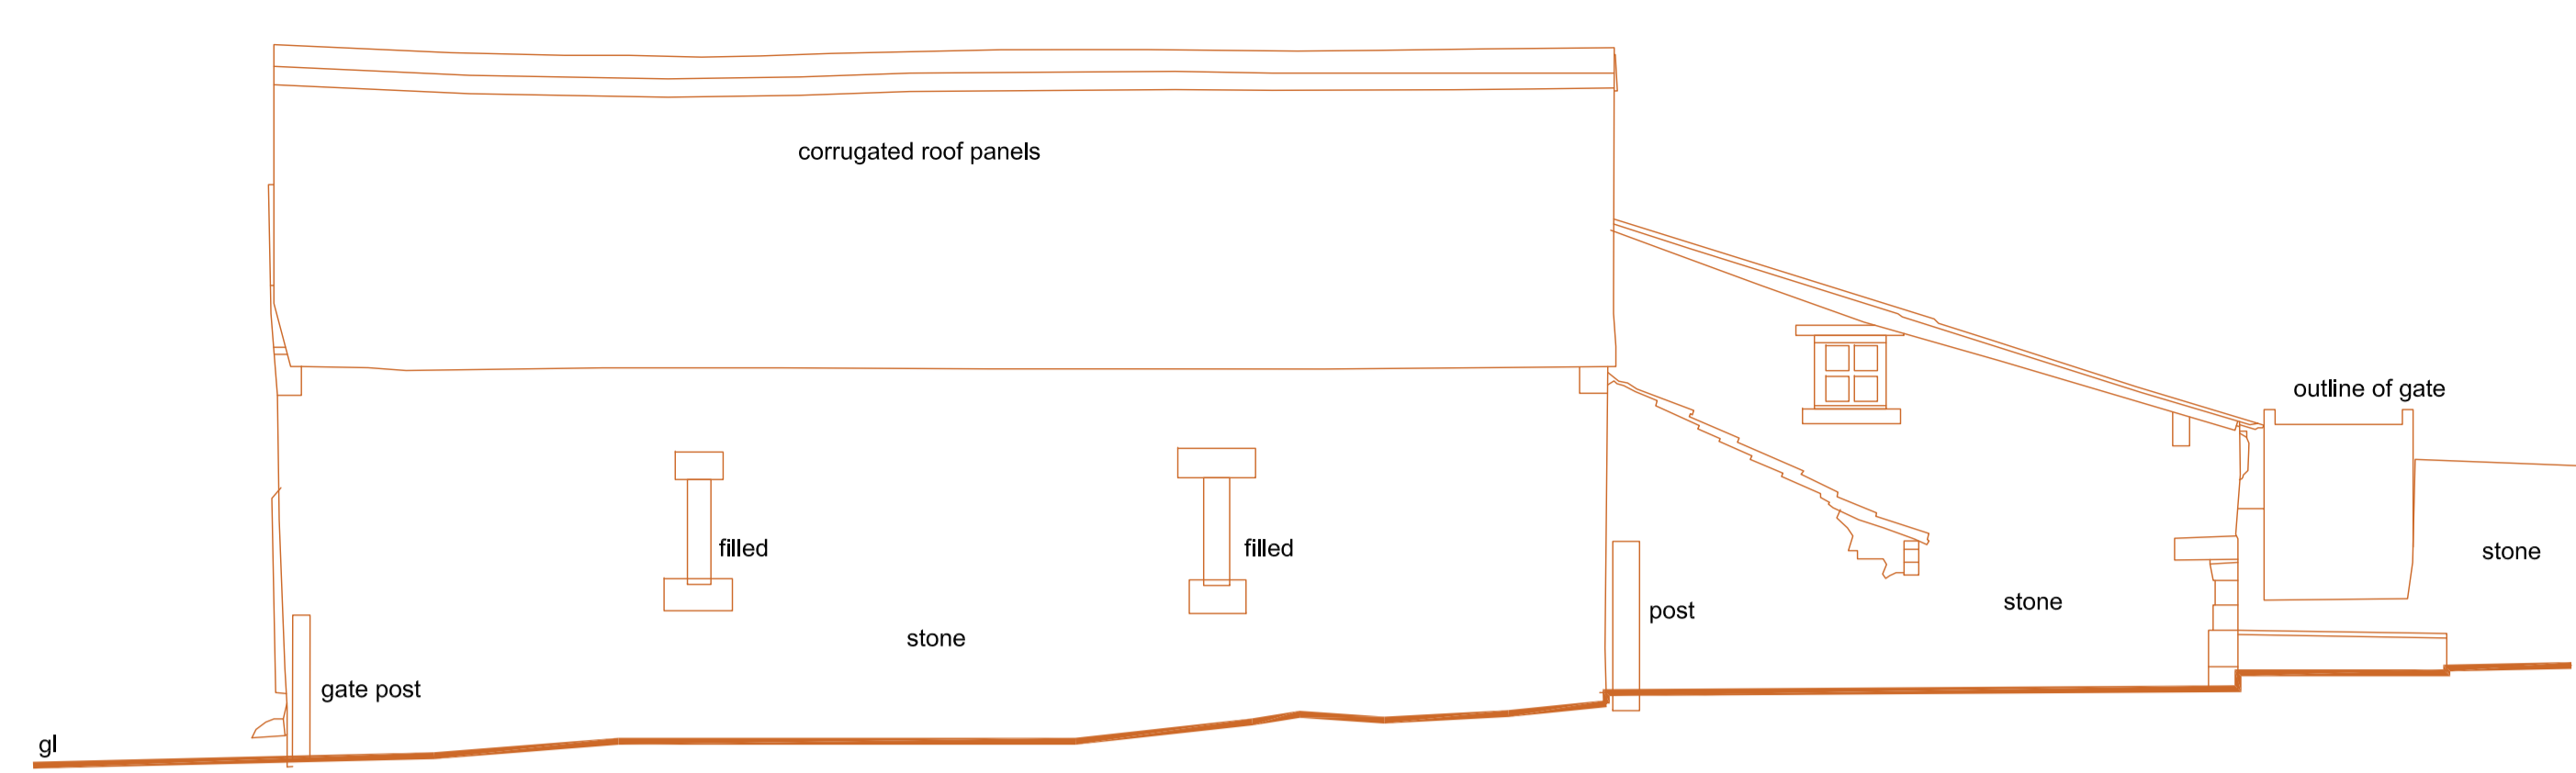 corrugated roof panels
outline of gate
filled
filled
stone
stone
post
stone
gate post
gl